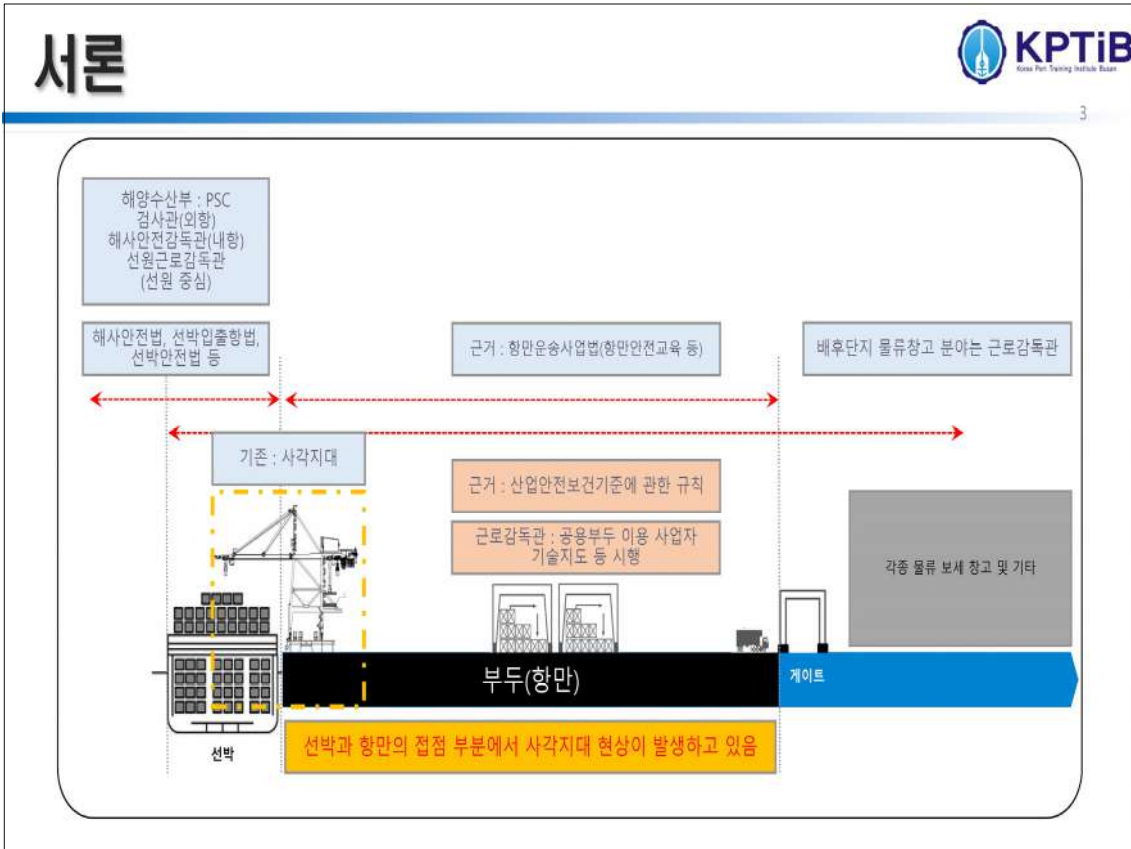 서론
KPTiB
Korea Port Training Institute Busan
3
해양수산부 : PSC
검사관(외항)
해사안전감독관(내항)
선원근로감독관
(선원 중심)
해사안전법, 선박입출항법,
선박안전법 등
근거 : 항만운송사업법(항만안전교육 등)
배후단지 물류창고 분야는 근로감독관
기존 : 사각지대
근거 : 산업안전보건기준에 관한 규칙
근로감독관 : 공용부두 이용 사업자
기술지도 등 시행
각종 물류 보세 창고 및 기타
부두(항만)
게이트
선박
선박과 항만의 접점 부분에서 사각지대 현상이 발생하고 있음